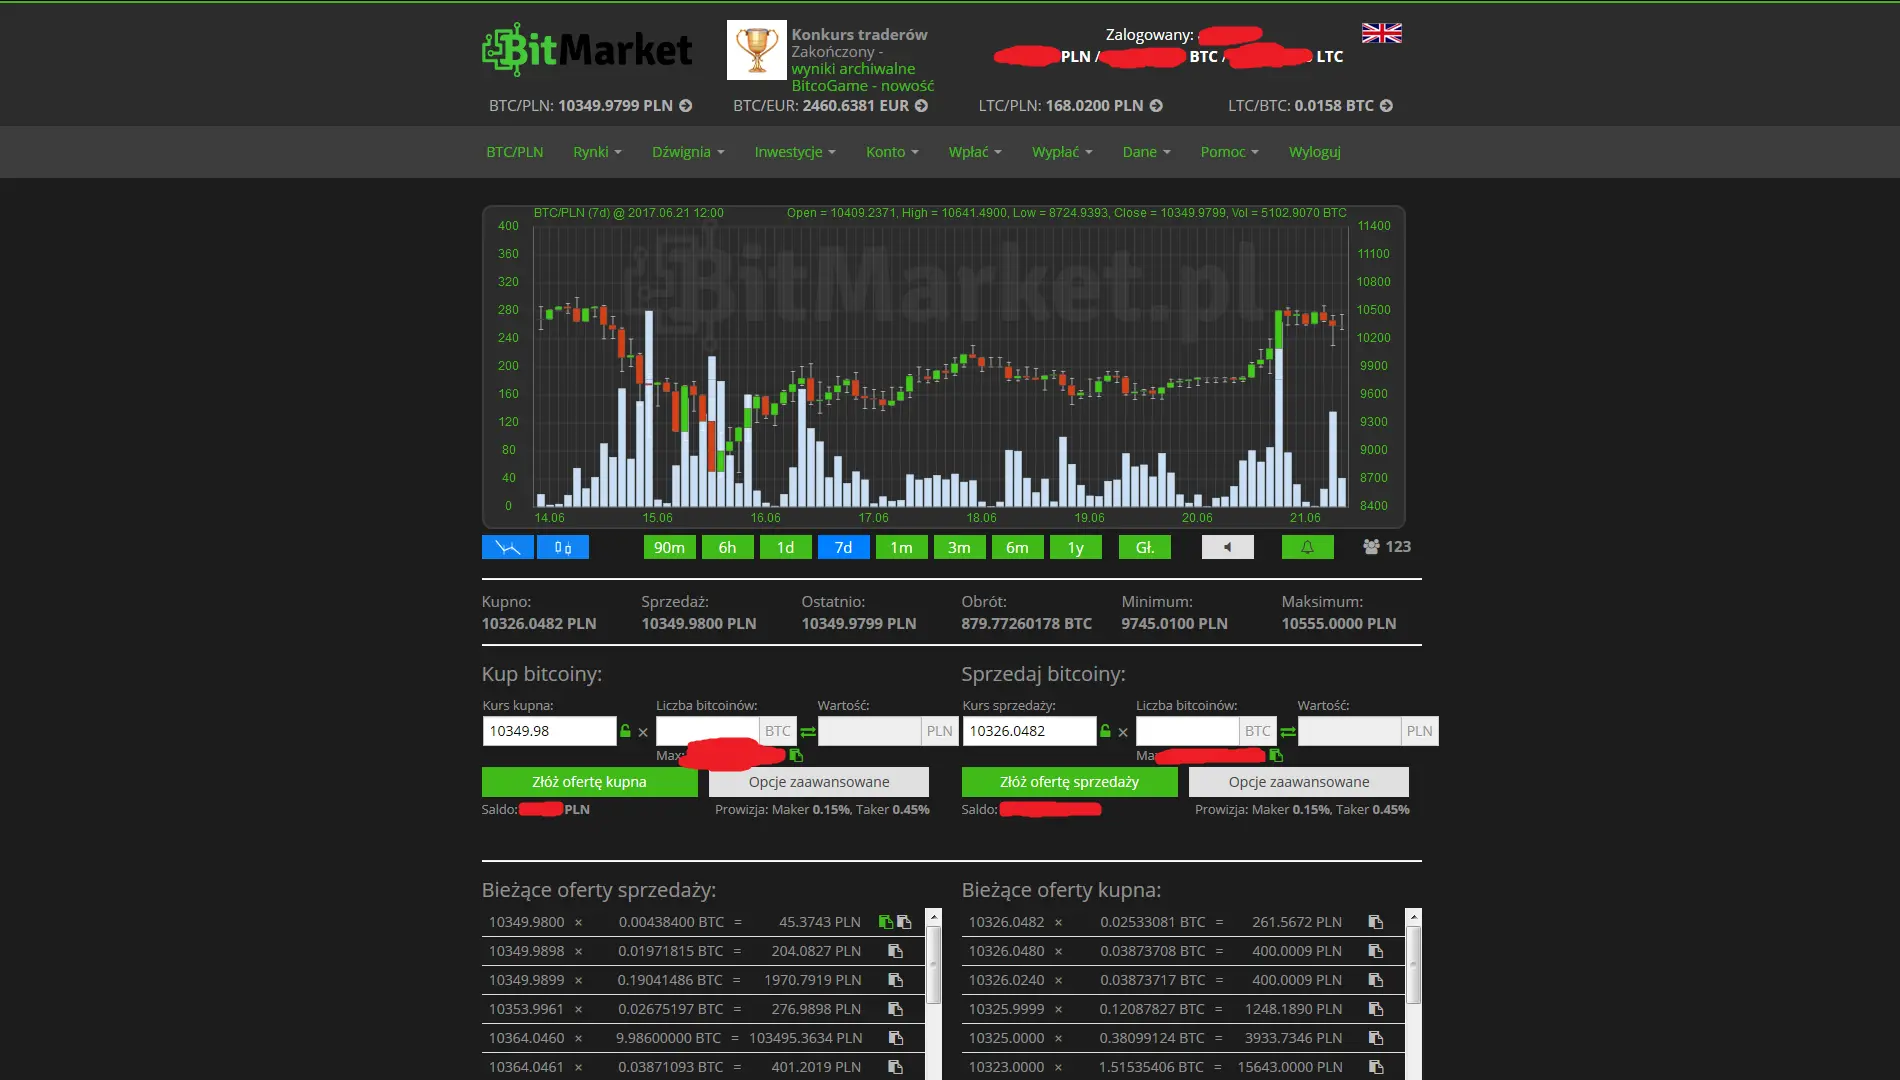 BitMarket
Konkurs traderów
Zakończony -
wyniki archiwalne
BitcoGame - nowość
Zalogowany:
PLN / BTC / LTC
BTC/PLN: 10349.9799 PLN
BTC/EUR: 2460.6381 EUR
LTC/PLN: 168.0200 PLN
LTC/BTC: 0.0158 BTC
BTC/PLN Rynki Dźwignia Inwestycje Konto Wpłać Wypłać Dane Pomoc Wyloguj
BTC/PLN (7d) @ 2017.06.21 12:00
Open = 10409.2371, High = 10641.4900, Low = 8724.9393, Close = 10349.9799, Vol = 5102.9070 BTC
BitMarket.pl
400 11400
360 11100
320 10800
280 10500
240 10200
200 9900
160 9600
120 9300
80 9000
40 8700
0 8400
14.06 15.06 16.06 17.06 18.06 19.06 20.06 21.06
90m 6h 1d 7d 1m 3m 6m 1y Gł. 123
Kupno: Sprzedaż: Ostatnio: Obrót: Minimum: Maksimum:
10326.0482 PLN 10349.9800 PLN 10349.9799 PLN 879.77260178 BTC 9745.0100 PLN 10555.0000 PLN
Kup bitcoiny:
Kurs kupna: Liczba bitcoinów: Wartość:
10349.98 × BTC PLN
Max:
Złóż ofertę kupna Opcje zaawansowane
Saldo: PLN Prowizja: Maker 0.15%, Taker 0.45%
Sprzedaj bitcoiny:
Kurs sprzedaży: Liczba bitcoinów: Wartość:
10326.0482 × BTC PLN
Ma
Złóż ofertę sprzedaży Opcje zaawansowane
Saldo: Prowizja: Maker 0.15%, Taker 0.45%
Bieżące oferty sprzedaży:
10349.9800 × 0.00438400 BTC = 45.3743 PLN
10349.9898 × 0.01971815 BTC = 204.0827 PLN
10349.9899 × 0.19041486 BTC = 1970.7919 PLN
10353.9961 × 0.02675197 BTC = 276.9898 PLN
10364.0460 × 9.98600000 BTC = 103495.3634 PLN
10364.0461 × 0.03871093 BTC = 401.2019 PLN
Bieżące oferty kupna:
10326.0482 × 0.02533081 BTC = 261.5672 PLN
10326.0480 × 0.03873708 BTC = 400.0009 PLN
10326.0240 × 0.03873717 BTC = 400.0009 PLN
10325.9999 × 0.12087827 BTC = 1248.1890 PLN
10325.0000 × 0.38099124 BTC = 3933.7346 PLN
10323.0000 × 1.51535406 BTC = 15643.0000 PLN